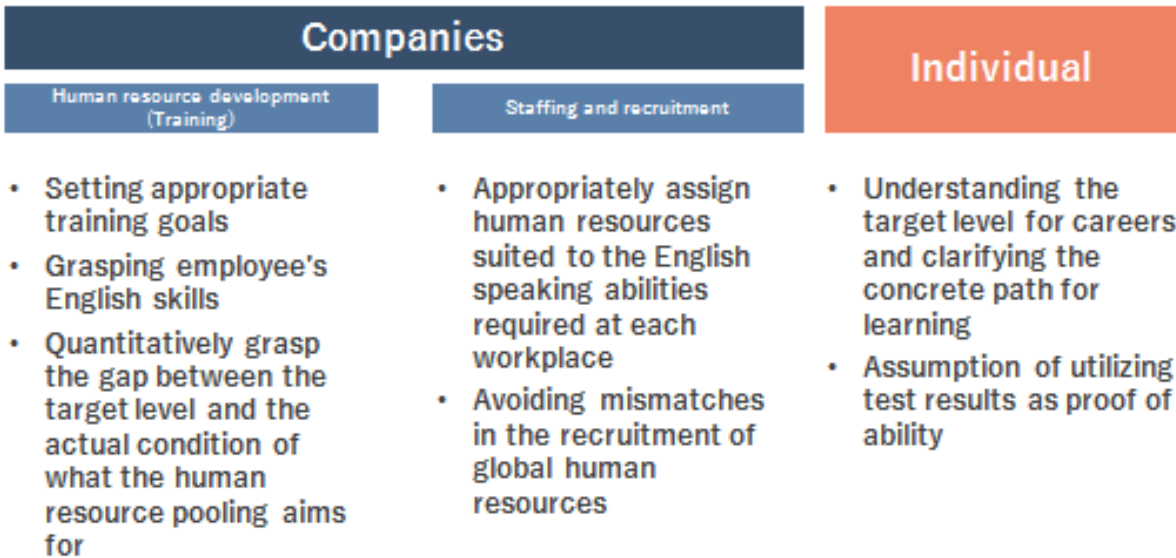 Companies
Individual
Human resource development
(Training)
Staffing and recruitment
• Setting appropriate
training goals
• Grasping employee's
English skills
• Quantitatively grasp
the gap between the
target level and the
actual condition of
what the human
resource pooling aims
for
• Appropriately assign
human resources
suited to the English
speaking abilities
required at each
workplace
• Avoiding mismatches
in the recruitment of
global human
resources
• Understanding the
target level for careers
and clarifying the
concrete path for
learning
• Assumption of utilizing
test results as proof of
ability